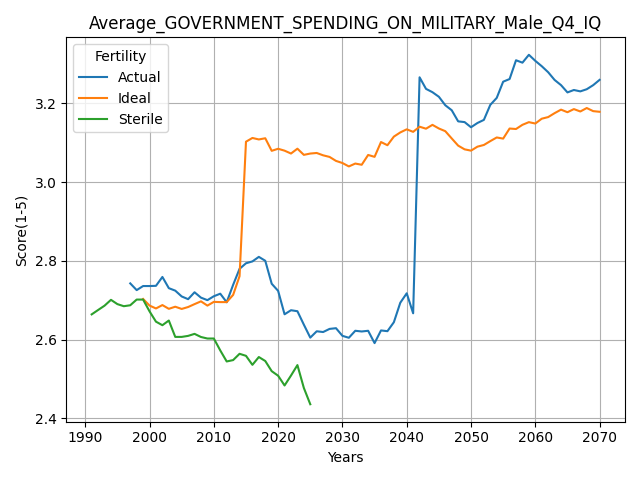 Average_GOVERNMENT_SPENDING_ON_MILITARY_Male_Q4_IQ
Fertility
Actual
Ideal
Sterile
Score(1-5)
3.2
3.0
2.8
2.6
2.4
1990 2000 2010 2020 2030 2040 2050 2060 2070
Years